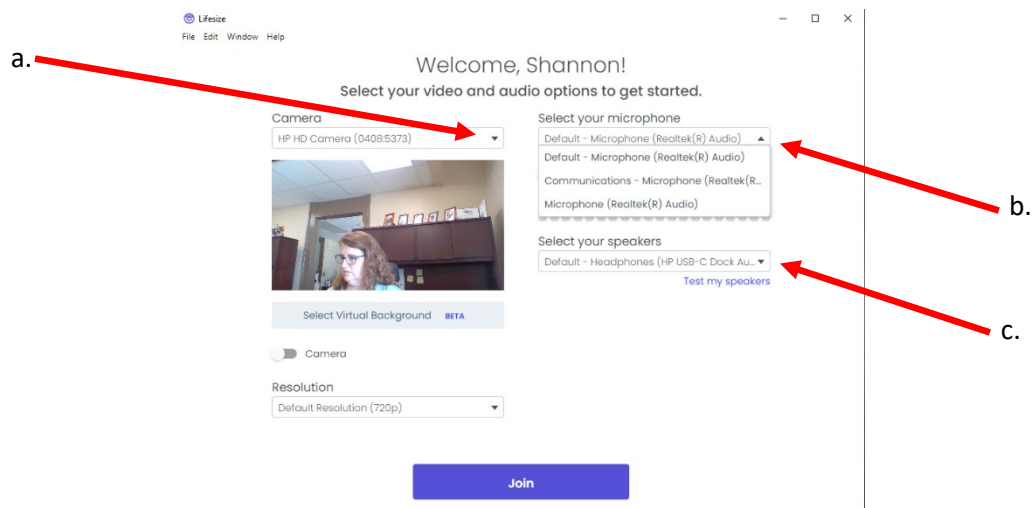 Lifesize
File Edit Window Help
a.
Welcome, Shannon!
Select your video and audio options to get started.
Camera
HP HD Camera (0408:5373)
Select Virtual Background BETA
Camera
Resolution
Default Resolution (720p)
Select your microphone
Default - Microphone (Realtek(R) Audio)
Default - Microphone (Realtek(R) Audio)
Communications - Microphone (Realtek(R...
Microphone (Realtek(R) Audio)
b.
Select your speakers
Default - Headphones (HP USB-C Dock Au...
Test my speakers
c.
Join